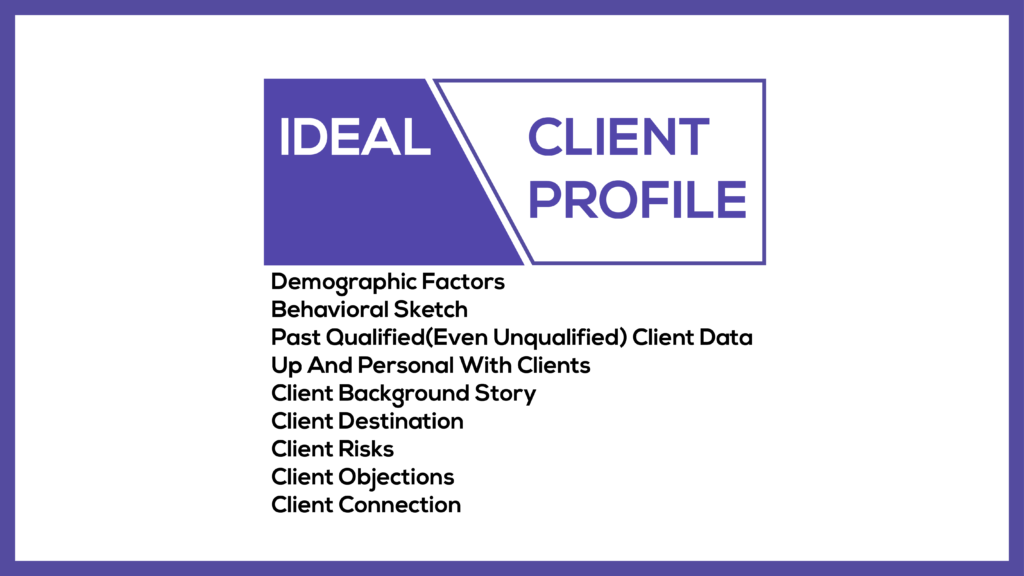 IDEAL
CLIENT
PROFILE
Demographic Factors
Behavioral Sketch
Past Qualified(Even Unqualified) Client Data
Up And Personal With Clients
Client Background Story
Client Destination
Client Risks
Client Objections
Client Connection